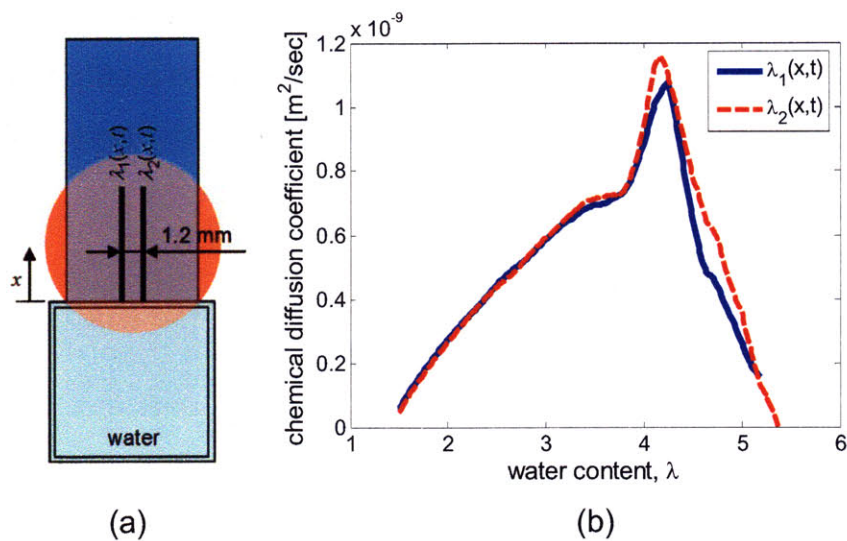 λ₁(x,t)
λ₂(x,t)
1.2 mm
x
water
(a)
x 10⁻⁹
1.2
1
0.8
0.6
0.4
0.2
0
chemical diffusion coefficient [m²/sec]
1 2 3 4 5 6
water content, λ
λ₁(x,t)
λ₂(x,t)
(b)